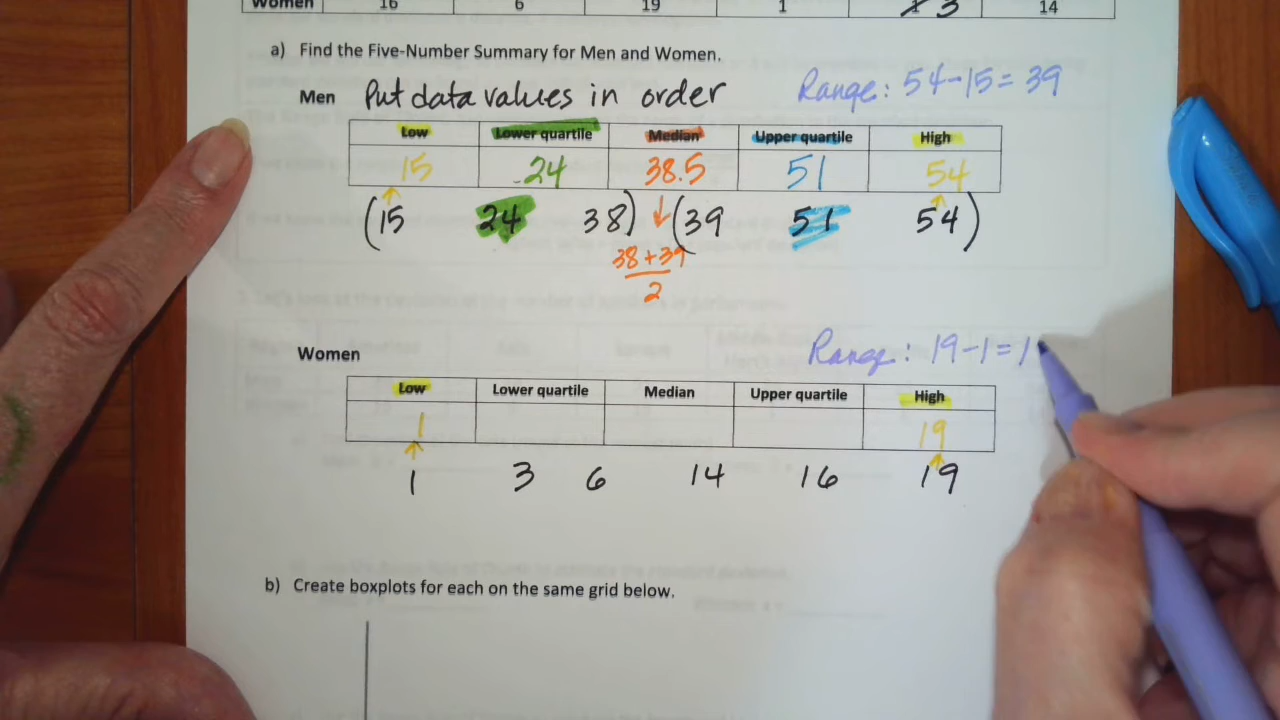 Women 16 6 19 1 3 14
a) Find the Five-Number Summary for Men and Women.
Range: 54-15=39
Men Put data values in order
Low Lower quartile Median Upper quartile High
15 24 38.5 51 54
(15 24 38) (39 51 54)
38+39
2
Range: 19-1=1
Women
Low Lower quartile Median Upper quartile High
1 19
1 3 6 14 16 19
b) Create boxplots for each on the same grid below.